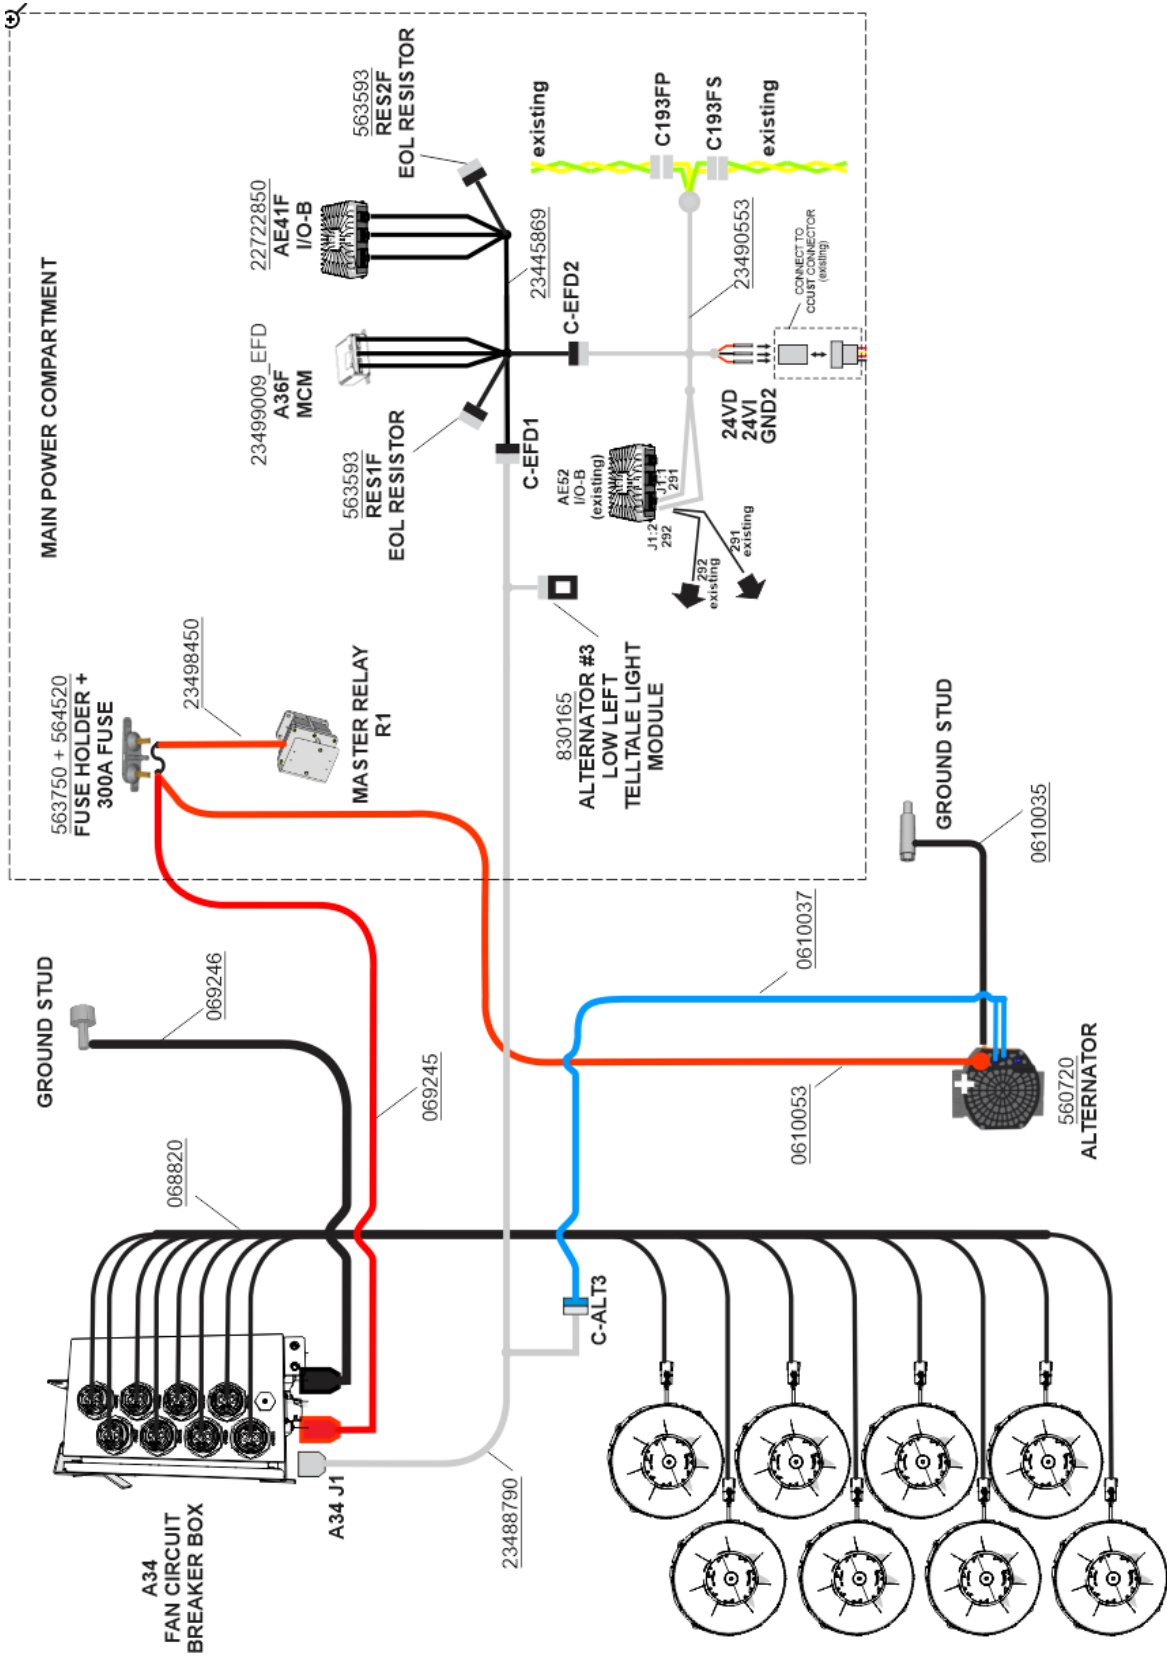 MAIN POWER COMPARTMENT
563593
RES2F
EOL RESISTOR
22722850
AE41F
I/O-B
23499009_EFD
A36F
MCM
563593
RES1F
EOL RESISTOR
23445869
C-EFD2
C-EFD1
existing
C193FP
C193FS
existing
23490553
CONNECT TO
CCUST CONNECTOR
(existing)
24VD
24VI
GND2
AE52
I/O-B
(existing)
J1:1
291
J1:2
292
292
existing
291
existing
563750 + 564520
FUSE HOLDER +
300A FUSE
23498450
MASTER RELAY
R1
830165
ALTERNATOR #3
LOW LEFT
TELLTALE LIGHT
MODULE
GROUND STUD
0610035
GROUND STUD
069246
0610037
069245
0610053
560720
ALTERNATOR
068820
C-ALT3
A34 J1
23488790
A34
FAN CIRCUIT
BREAKER BOX